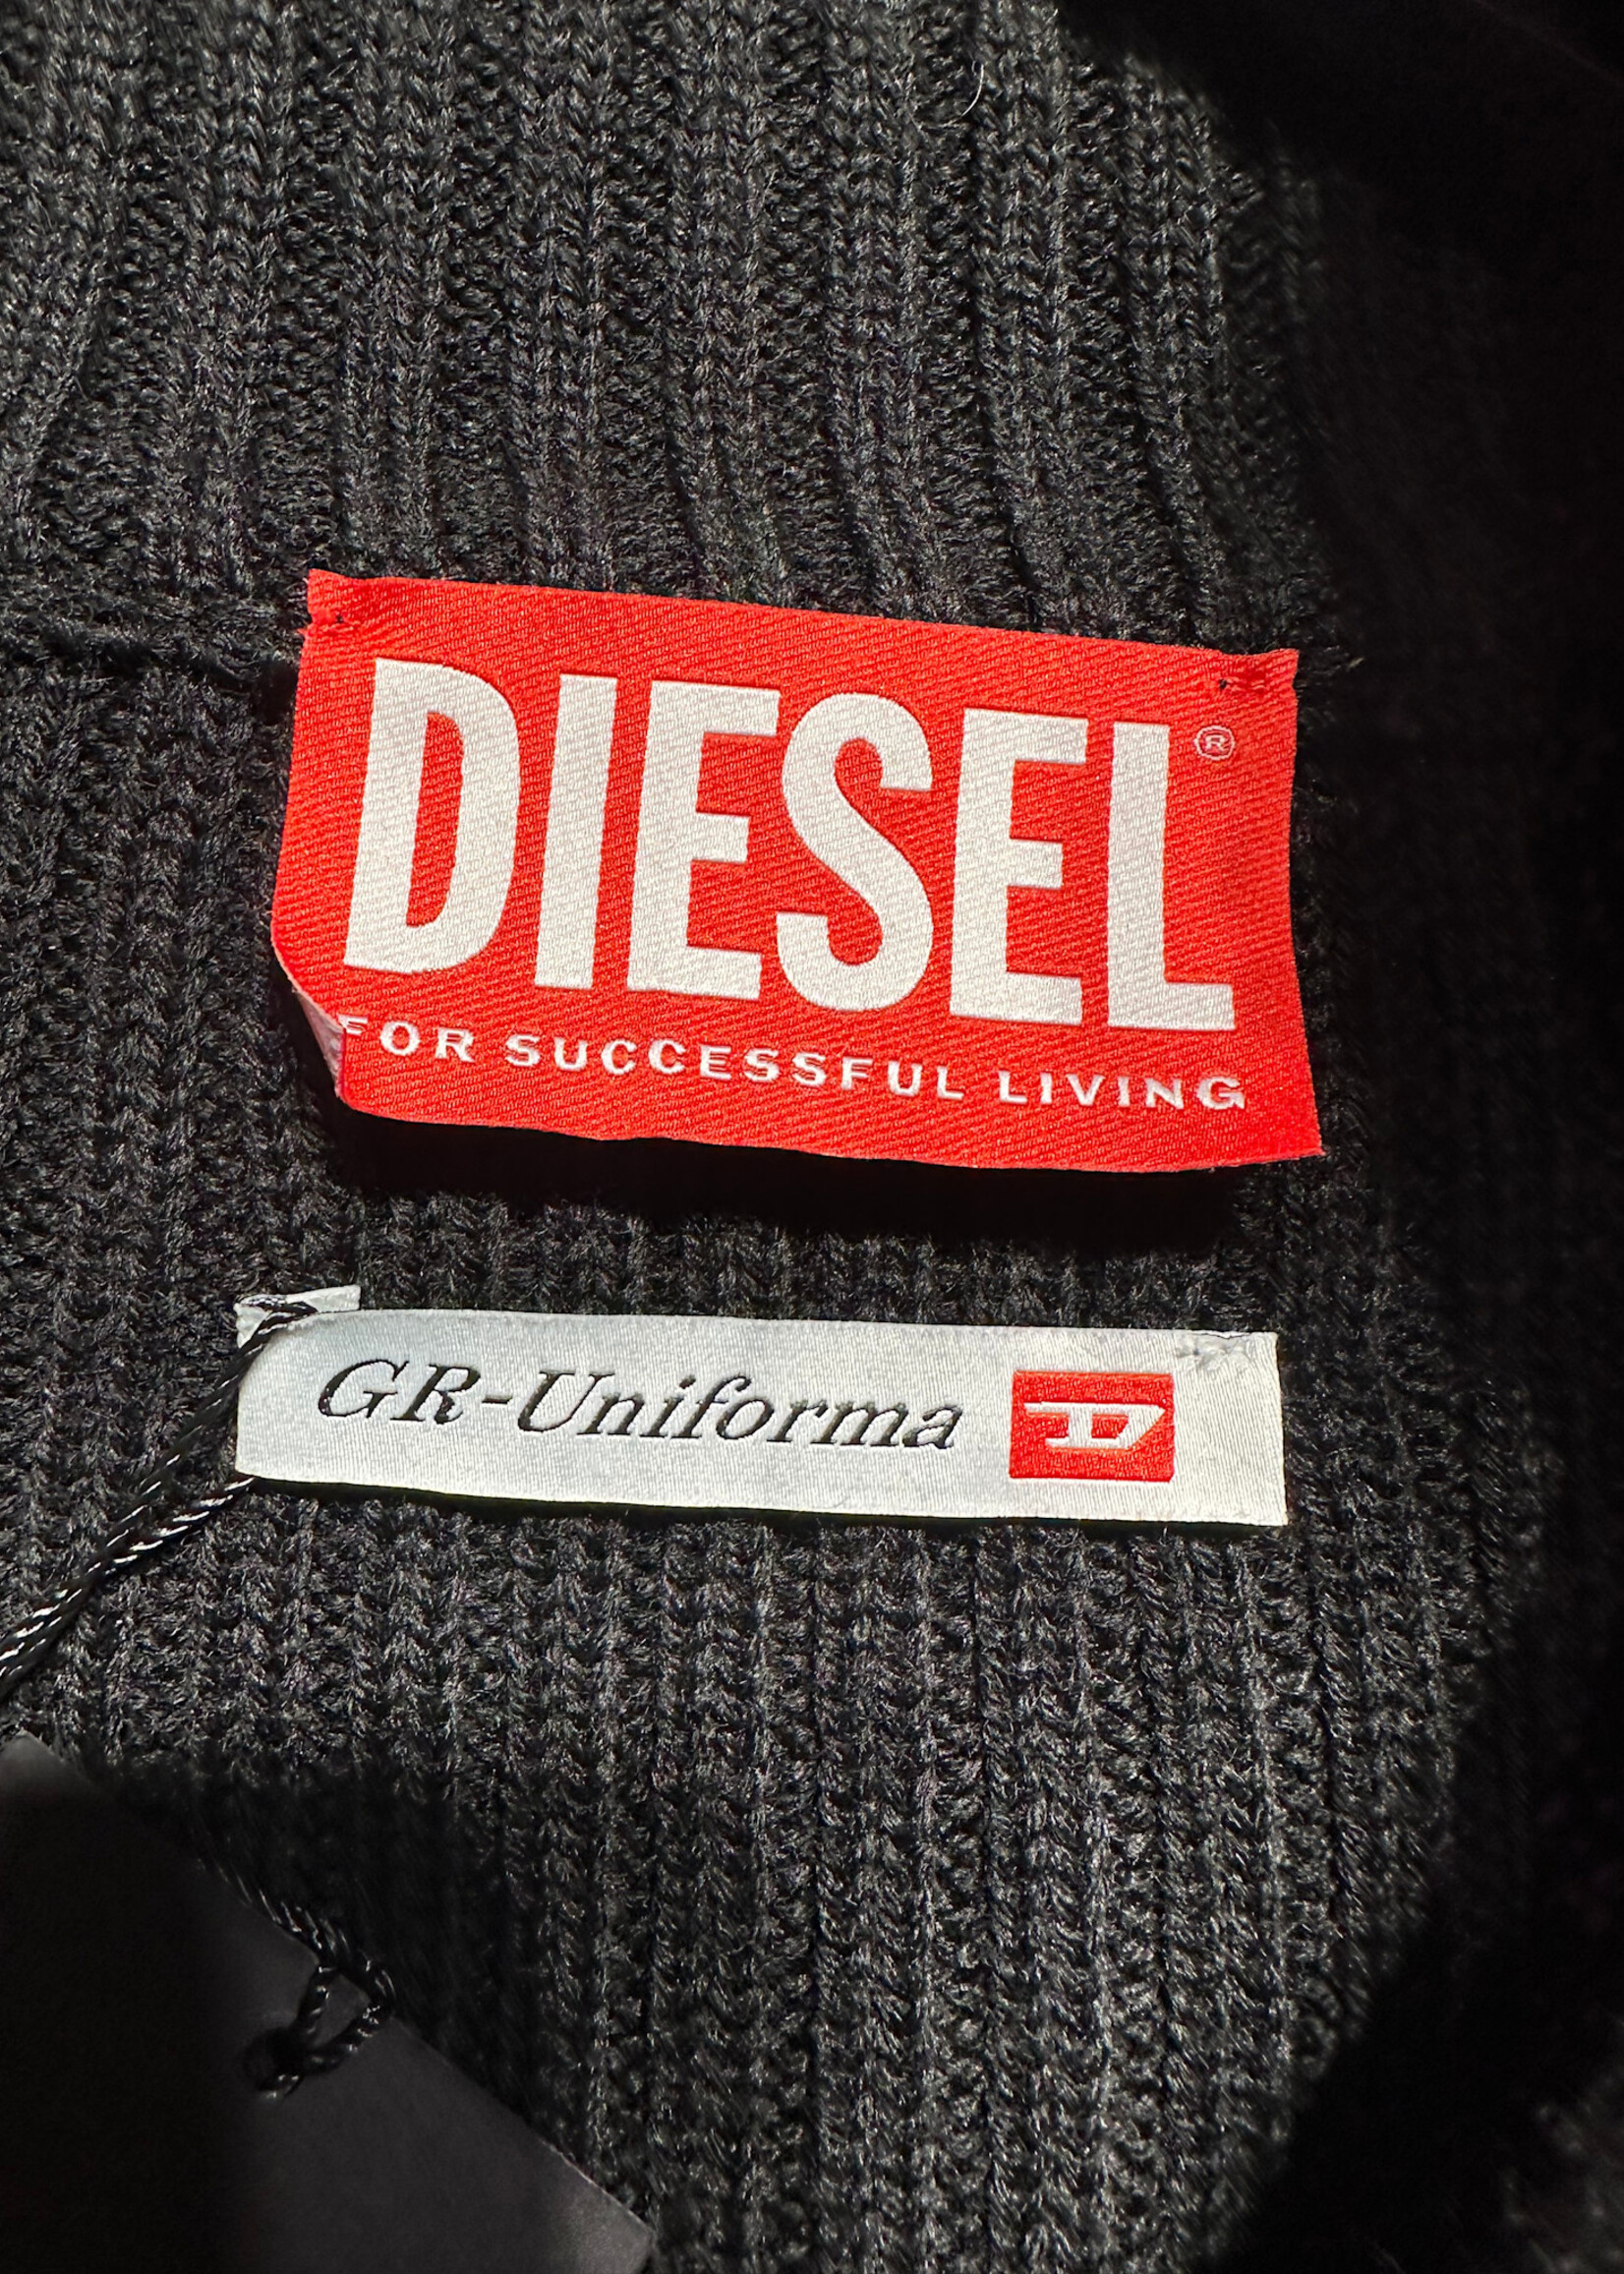 DIESEL®
FOR SUCCESSFUL LIVING
GR-Uniforma D